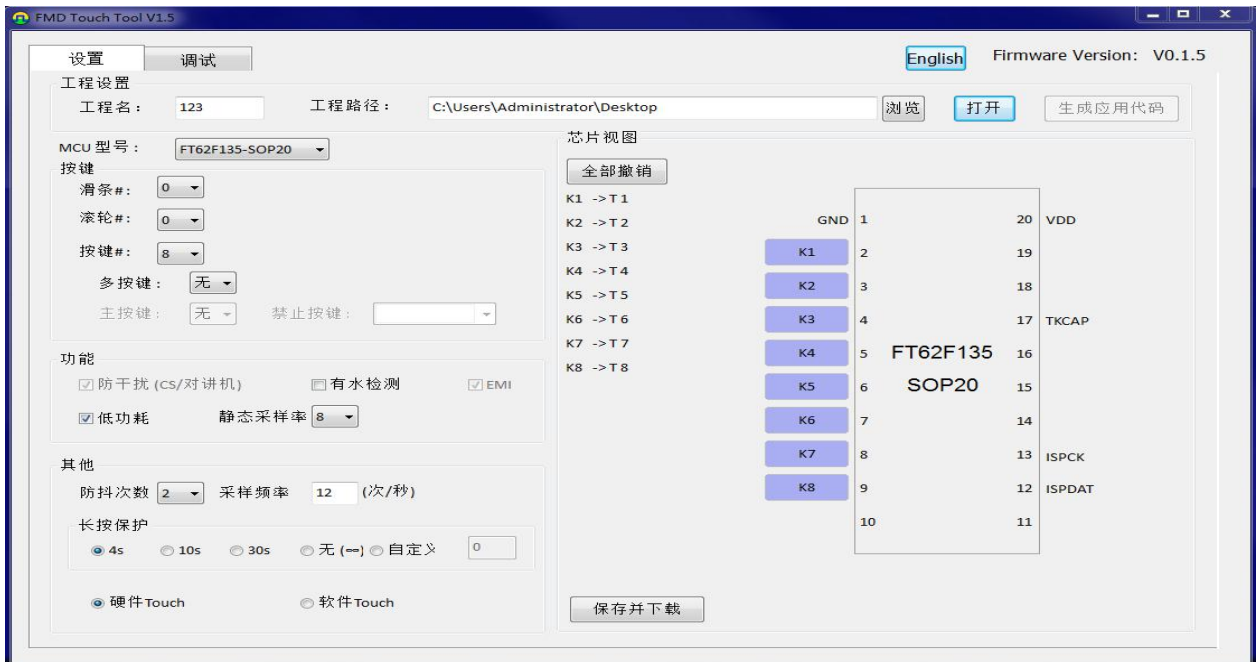 FMD Touch Tool V1.5
设置 调试 English Firmware Version: V0.1.5
工程设置
工程名: 123 工程路径: C:\Users\Administrator\Desktop 浏览 打开 生成应用代码
MCU 型号: FT62F135-SOP20
按键
滑条#: 0
滚轮#: 0
按键#: 8
多按键: 无
主按键: 无 禁止按键:
功能
防干扰 (CS/对讲机) 有水检测 EMI
低功耗 静态采样率 8
其他
防抖次数 2 采样频率 12 (次/秒)
长按保护
4s 10s 30s 无 (∞) 自定义 0
硬件Touch 软件Touch
芯片视图
全部撤销
K1 ->T1
K2 ->T2
K3 ->T3
K4 ->T4
K5 ->T5
K6 ->T6
K7 ->T7
K8 ->T8
GND 1 20 VDD
K1 2 19
K2 3 18
K3 4 17 TKCAP
K4 5 FT62F135 16
K5 6 SOP20 15
K6 7 14
K7 8 13 ISPCK
K8 9 12 ISPDAT
10 11
保存并下载